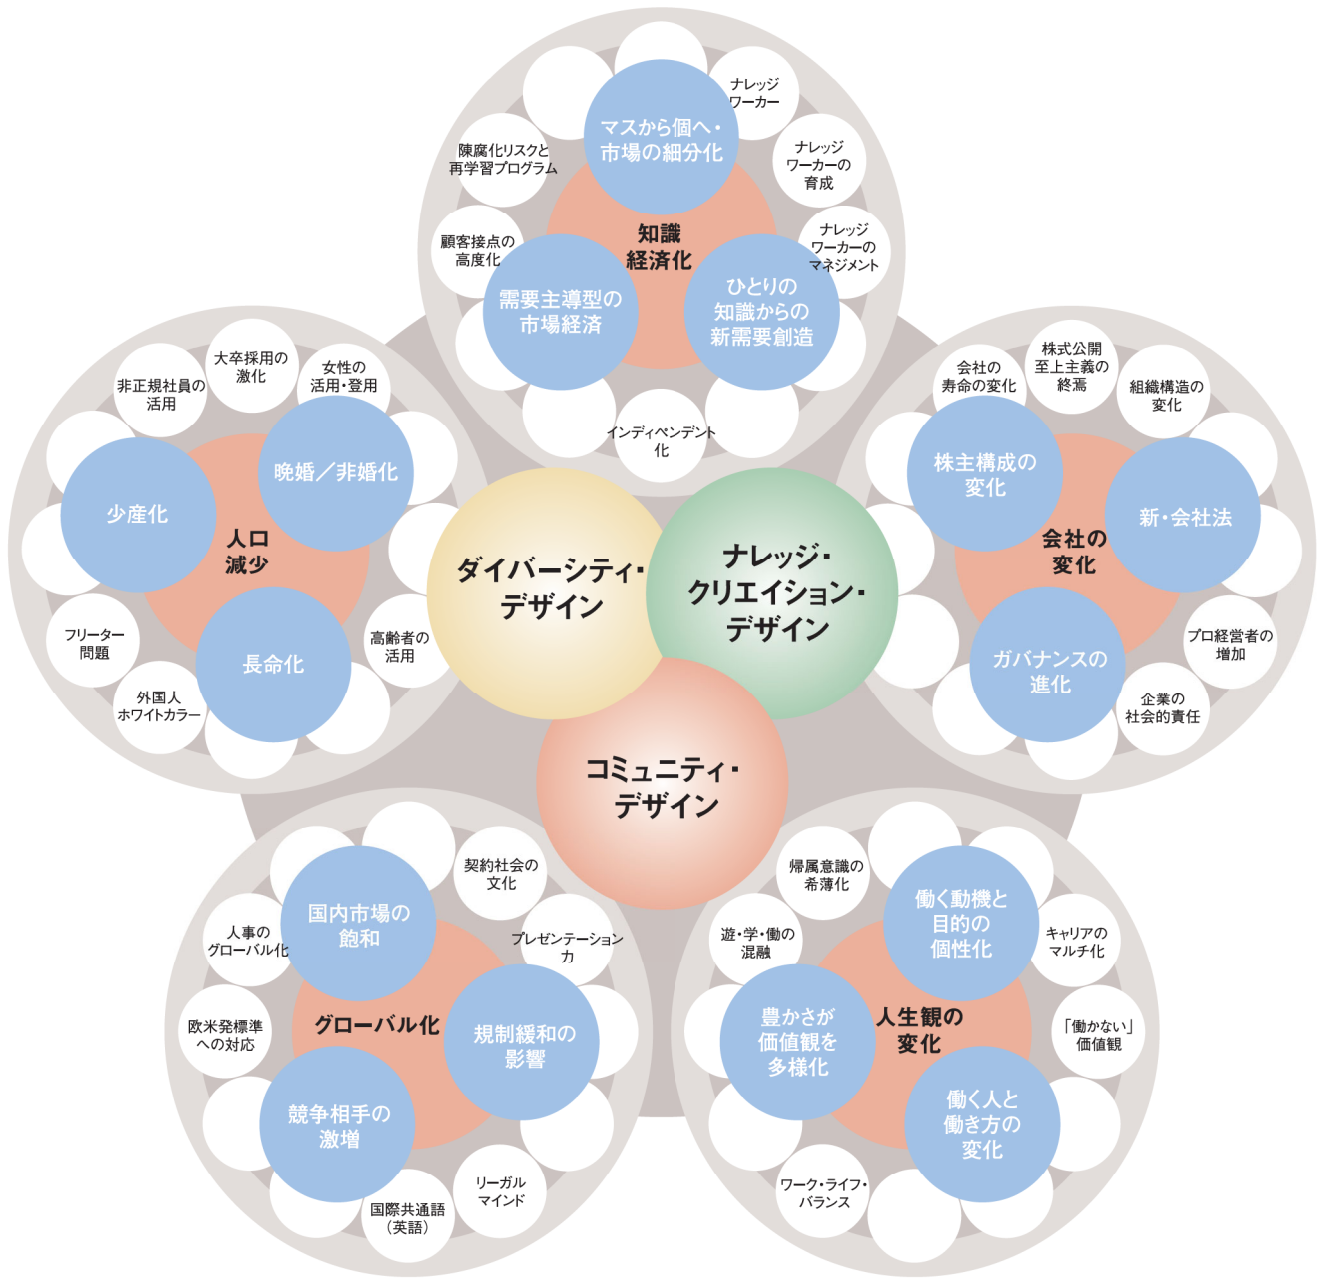 ナレッジ
ワーカー
マスから個へ・
市場の細分化
陳腐化リスクと
再学習プログラム
ナレッジ
ワーカーの
育成
顧客接点の
高度化
知識
経済化
ナレッジ
ワーカーの
マネジメント
需要主導型の
市場経済
ひとりの
知識からの
新需要創造
インディペンデント
化
大卒採用の
激化
女性の
活用・登用
非正規社員の
活用
晩婚／非婚化
少産化
人口
減少
長命化
フリーター
問題
高齢者の
活用
外国人
ホワイトカラー
会社の
寿命の変化
株式公開
至上主義の
終焉
組織構造の
変化
株主構成の
変化
新・会社法
会社の
変化
ガバナンスの
進化
プロ経営者の
増加
企業の
社会的責任
ダイバーシティ・
デザイン
ナレッジ・
クリエイション・
デザイン
コミュニティ・
デザイン
契約社会の
文化
国内市場の
飽和
人事の
グローバル化
プレゼンテーション
力
欧米発標準
への対応
グローバル化
規制緩和の
影響
競争相手の
激増
リーガル
マインド
国際共通語
（英語）
帰属意識の
希薄化
働く動機と
目的の
個性化
遊・学・働の
混融
キャリアの
マルチ化
豊かさが
価値観を
多様化
人生観の
変化
「働かない」
価値観
働く人と
働き方の
変化
ワーク・ライフ・
バランス